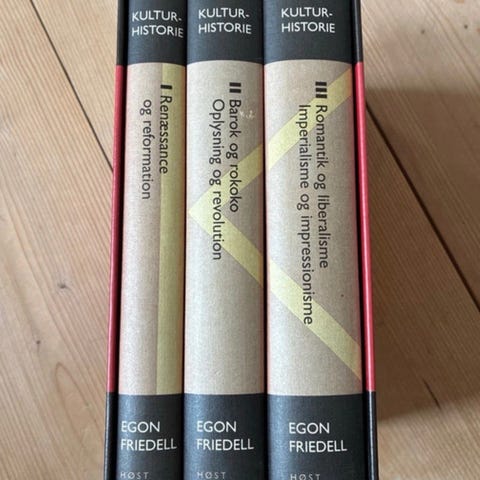 KULTUR-
HISTORIE
I Renæssance
og reformation
EGON
FRIEDELL
HØST
KULTUR-
HISTORIE
II Barok og rokoko
Oplysning og revolution
EGON
FRIEDELL
HØST
KULTUR-
HISTORIE
III Romantik og liberalisme
Imperialisme og impressionisme
EGON
FRIEDELL
HØST